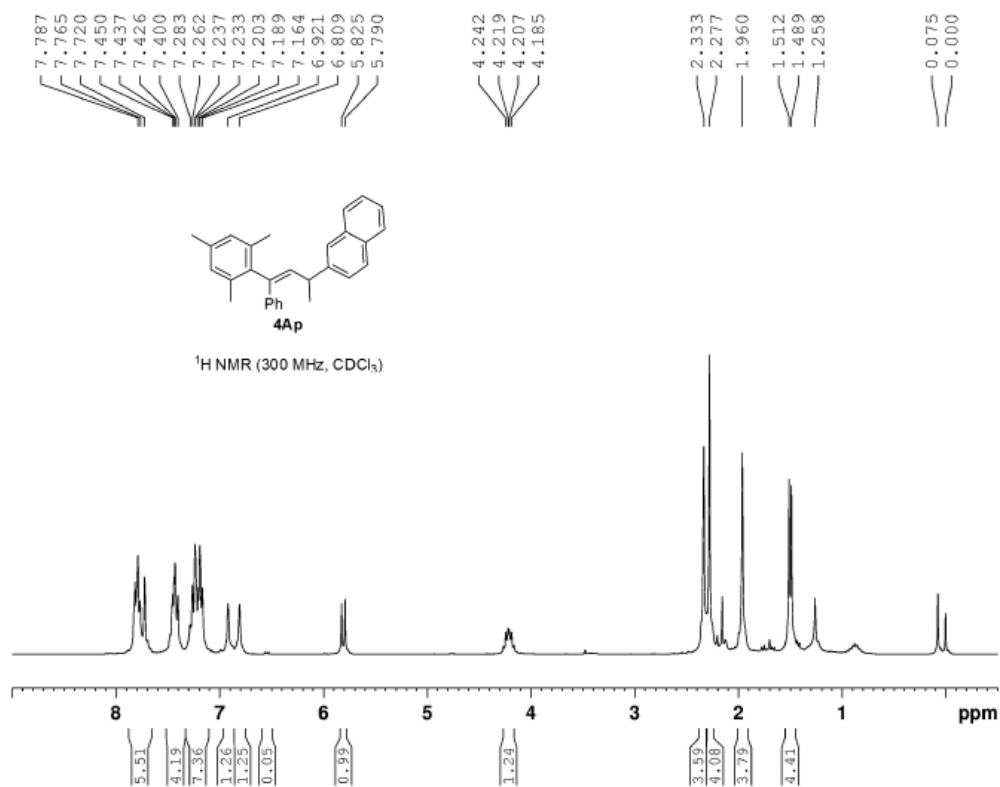 7.787 7.765 7.720 7.450 7.437 7.426 7.400 7.283 7.262 7.237 7.233 7.203 7.189 7.164 6.921 6.809 5.825 5.790 4.242 4.219 4.207 4.185 2.333 2.277 1.960 1.512 1.489 1.258 0.075 0.000
Ph
4Ap
¹H NMR (300 MHz, CDCl₃)
8 7 6 5 4 3 2 1 ppm
5.51 4.19 7.36 1.26 1.25 0.05 0.99 1.24 3.59 4.08 3.79 4.41